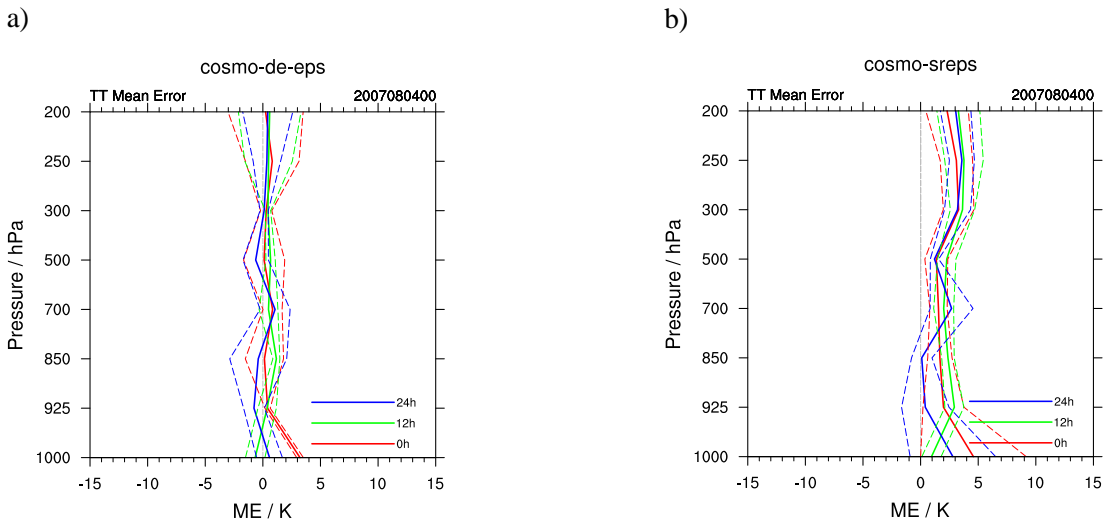 a)
cosmo-de-eps
TT Mean Error 2007080400
200
250
300
500
700
850
925
1000
Pressure / hPa
24h
12h
0h
-15 -10 -5 0 5 10 15
ME / K
b)
cosmo-sreps
TT Mean Error 2007080400
200
250
300
500
700
850
925
1000
Pressure / hPa
24h
12h
0h
-15 -10 -5 0 5 10 15
ME / K